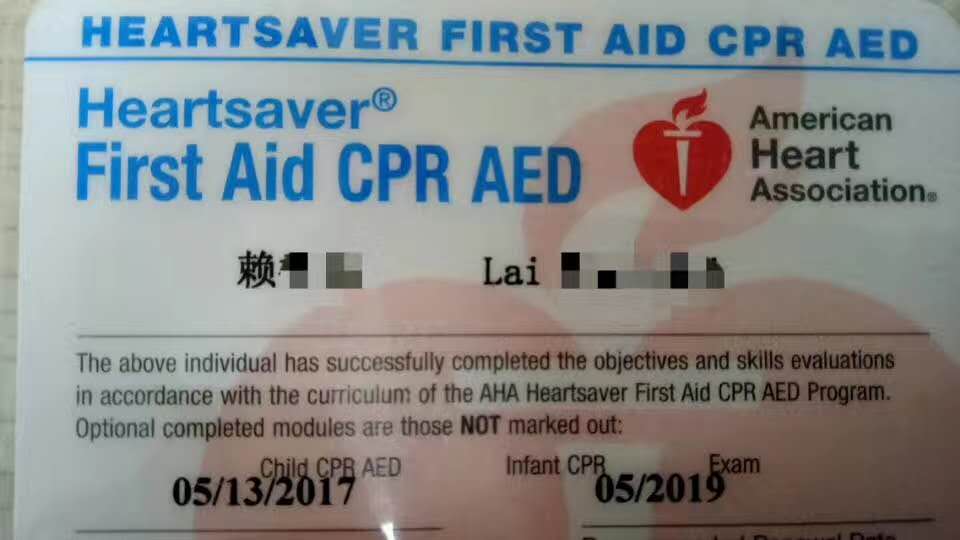 HEARTSAVER FIRST AID CPR AED
Heartsaver®
First Aid CPR AED
American
Heart
Association®
赖 Lai
The above individual has successfully completed the objectives and skills evaluations
in accordance with the curriculum of the AHA Heartsaver First Aid CPR AED Program.
Optional completed modules are those NOT marked out:
Child CPR AED Infant CPR Exam
05/13/2017 05/2019